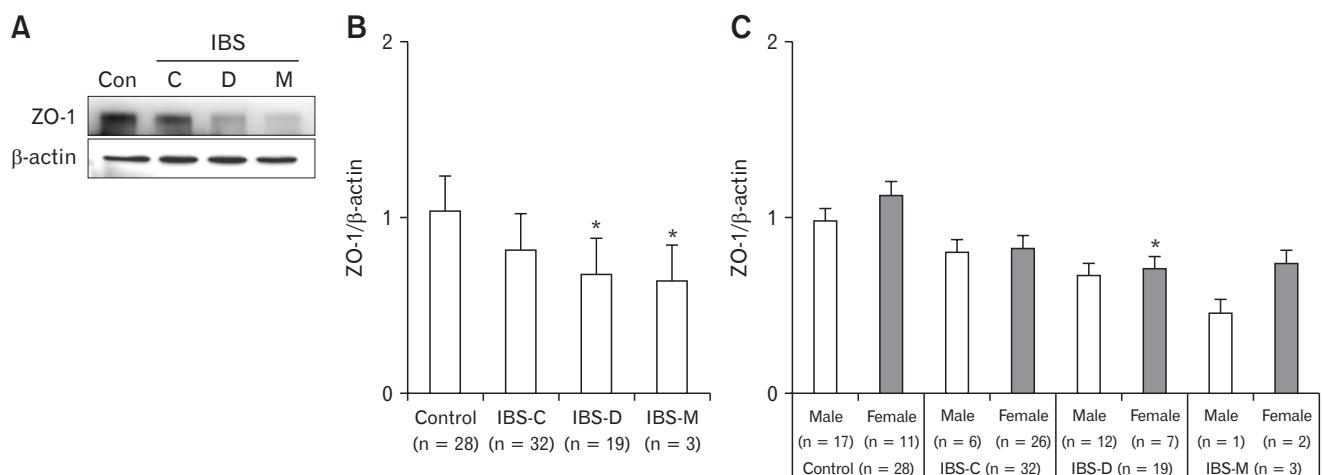 A
IBS
Con C D M
ZO-1
β-actin
B
2
1
0
ZO-1/β-actin
*
*
Control IBS-C IBS-D IBS-M
(n = 28) (n = 32) (n = 19) (n = 3)
C
2
1
0
ZO-1/β-actin
*
Male Female Male Female Male Female Male Female
(n = 17) (n = 11) (n = 6) (n = 26) (n = 12) (n = 7) (n = 1) (n = 2)
Control (n = 28) IBS-C (n = 32) IBS-D (n = 19) IBS-M (n = 3)